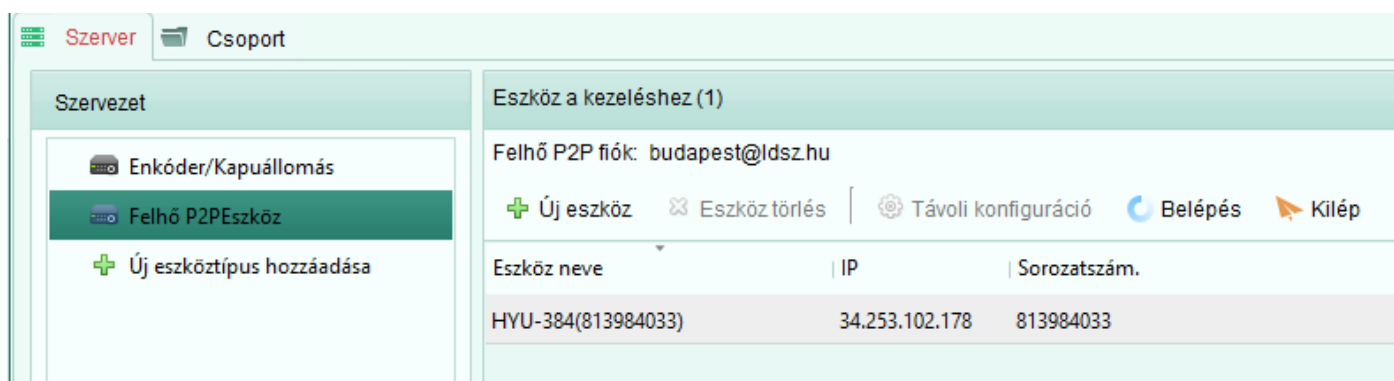 Szerver Csoport
Szervezet
Enkóder/Kapuállomás
Felhő P2PEszköz
Új eszköztípus hozzáadása
Eszköz a kezeléshez (1)
Felhő P2P fiók: budapest@ldsz.hu
Új eszköz Eszköz törlés Távoli konfiguráció Belépés Kilép
Eszköz neve IP Sorozatszám.
HYU-384(813984033) 34.253.102.178 813984033